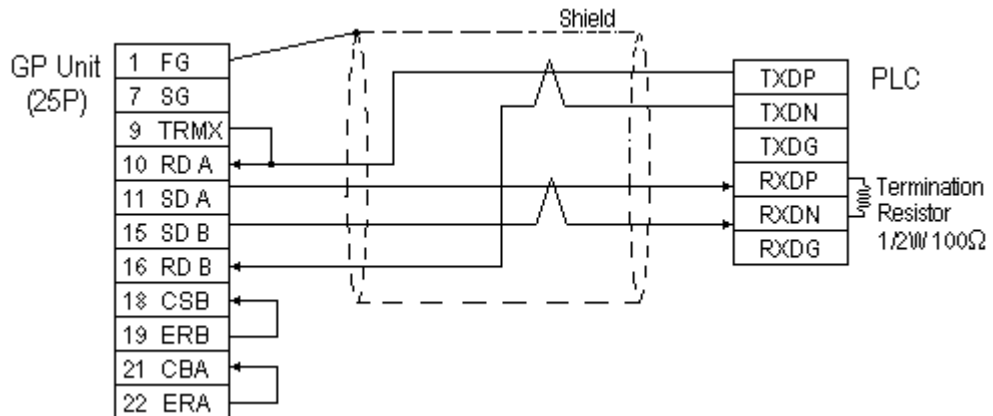 Shield
GP Unit
(25P)
1 FG
7 SG
9 TRMX
10 RD A
11 SD A
15 SD B
16 RD B
18 CSB
19 ERB
21 CBA
22 ERA
PLC
TXDP
TXDN
TXDG
RXDP
RXDN
RXDG
Termination
Resistor
1/2W 100Ω